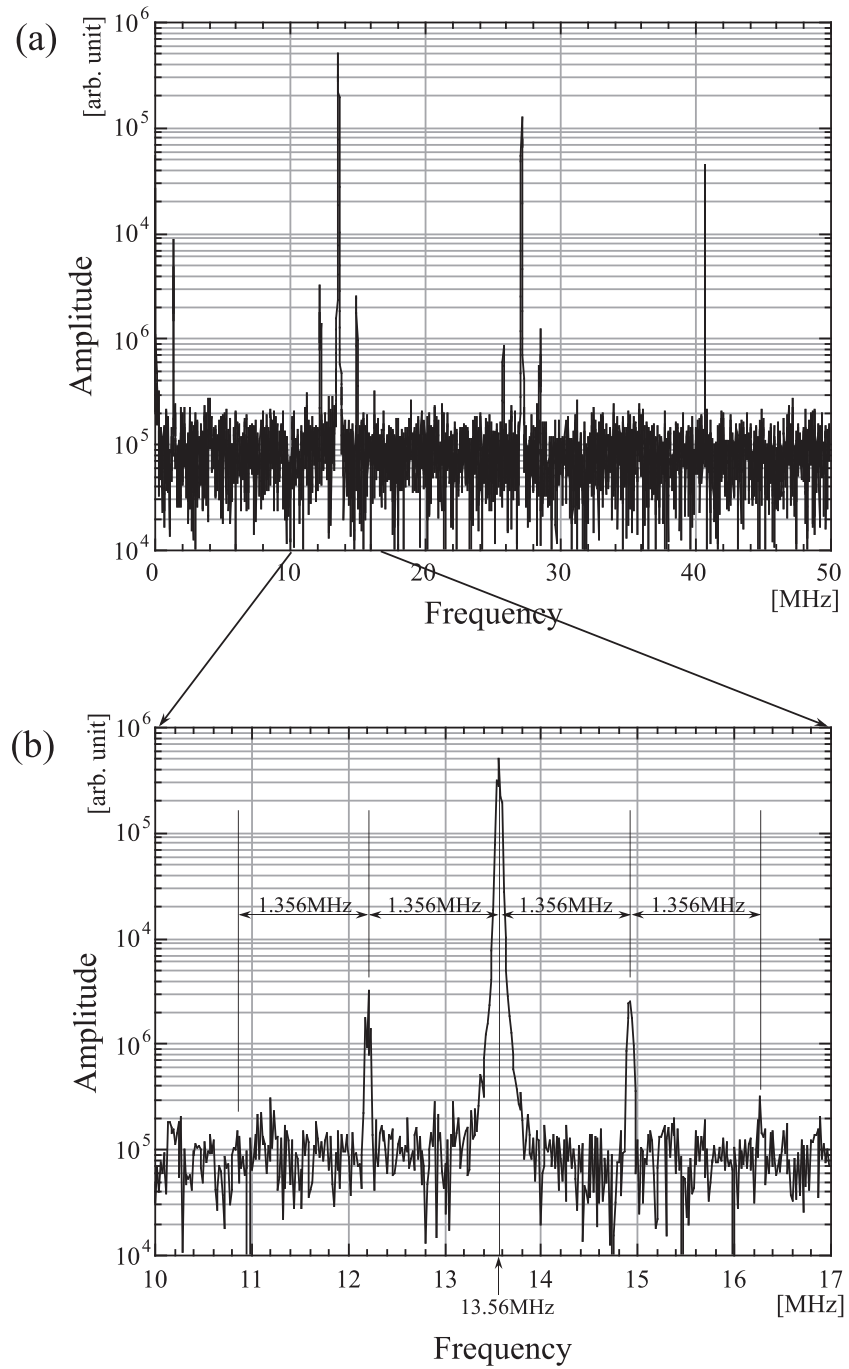 (a)
[arb. unit]
Amplitude
10^6
10^5
10^4
10^6
10^5
10^4
0 10 20 30 40 50
[MHz]
Frequency
(b)
[arb. unit]
Amplitude
10^6
10^5
10^4
10^6
10^5
10^4
1.356MHz 1.356MHz 1.356MHz 1.356MHz
10 11 12 13 14 15 16 17
13.56MHz
[MHz]
Frequency